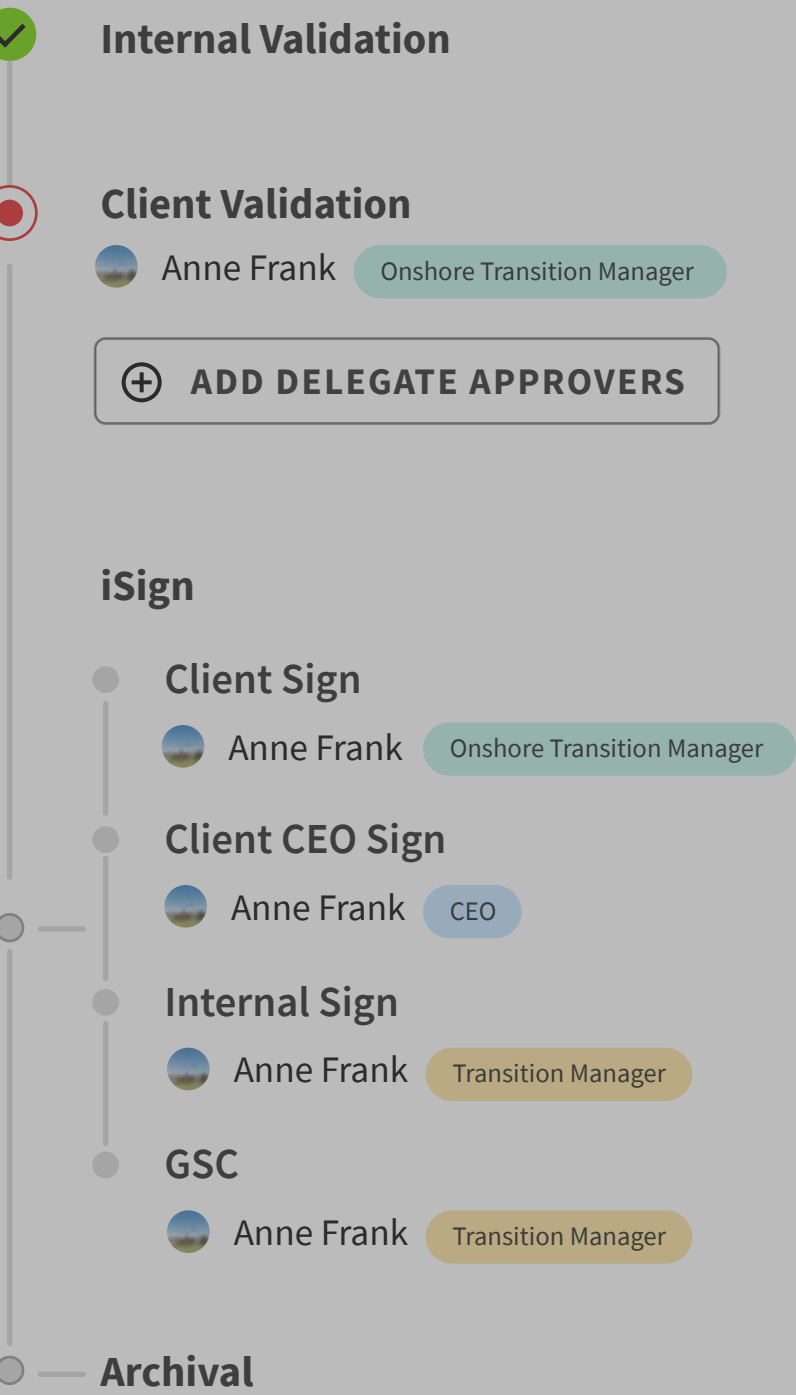 Internal Validation
Client Validation
Anne Frank Onshore Transition Manager
ADD DELEGATE APPROVERS
iSign
Client Sign
Anne Frank Onshore Transition Manager
Client CEO Sign
Anne Frank CEO
Internal Sign
Anne Frank Transition Manager
GSC
Anne Frank Transition Manager
Archival